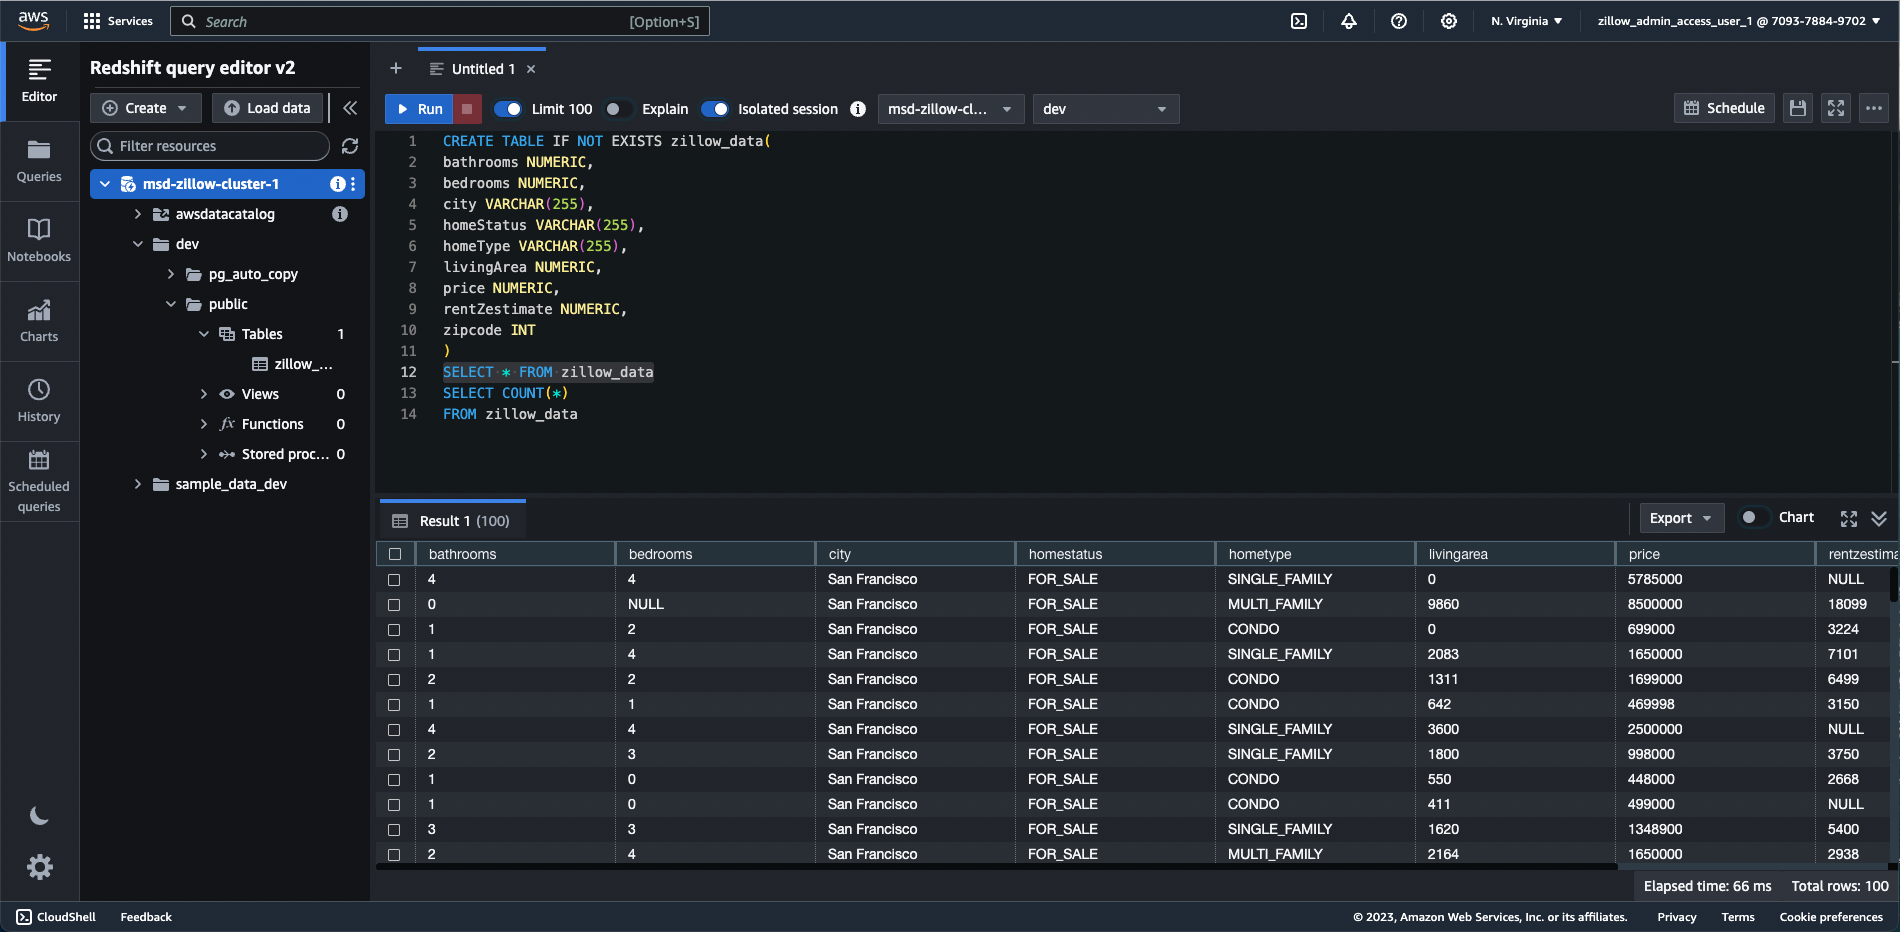 aws
Services
Search
[Option+S]
N. Virginia
zillow_admin_access_user_1 @ 7093-7884-9702
Editor
Queries
Notebooks
Charts
History
Scheduled
queries
Redshift query editor v2
Create
Load data
Filter resources
msd-zillow-cluster-1
awsdatacatalog
dev
pg_auto_copy
public
Tables 1
zillow_...
Views 0
Functions 0
Stored proc... 0
sample_data_dev
Untitled 1
Run
Limit 100
Explain
Isolated session
msd-zillow-cl...
dev
Schedule
1 CREATE TABLE IF NOT EXISTS zillow_data(
2 bathrooms NUMERIC,
3 bedrooms NUMERIC,
4 city VARCHAR(255),
5 homeStatus VARCHAR(255),
6 homeType VARCHAR(255),
7 livingArea NUMERIC,
8 price NUMERIC,
9 rentZestimate NUMERIC,
10 zipcode INT
11 )
12 SELECT * FROM zillow_data
13 SELECT COUNT(*)
14 FROM zillow_data
Result 1 (100)
Export
Chart
bathrooms bedrooms city homestatus hometype livingarea price rentzestima
4 4 San Francisco FOR_SALE SINGLE_FAMILY 0 5785000 NULL
0 NULL San Francisco FOR_SALE MULTI_FAMILY 9860 8500000 18099
1 2 San Francisco FOR_SALE CONDO 0 699000 3224
1 4 San Francisco FOR_SALE SINGLE_FAMILY 2083 1650000 7101
2 2 San Francisco FOR_SALE CONDO 1311 1699000 6499
1 1 San Francisco FOR_SALE CONDO 642 469998 3150
4 4 San Francisco FOR_SALE SINGLE_FAMILY 3600 2500000 NULL
2 3 San Francisco FOR_SALE SINGLE_FAMILY 1800 998000 3750
1 0 San Francisco FOR_SALE CONDO 550 448000 2668
1 0 San Francisco FOR_SALE CONDO 411 499000 NULL
3 3 San Francisco FOR_SALE SINGLE_FAMILY 1620 1348900 5400
2 4 San Francisco FOR_SALE MULTI_FAMILY 2164 1650000 2938
Elapsed time: 66 ms Total rows: 100
CloudShell
Feedback
© 2023, Amazon Web Services, Inc. or its affiliates.
Privacy
Terms
Cookie preferences